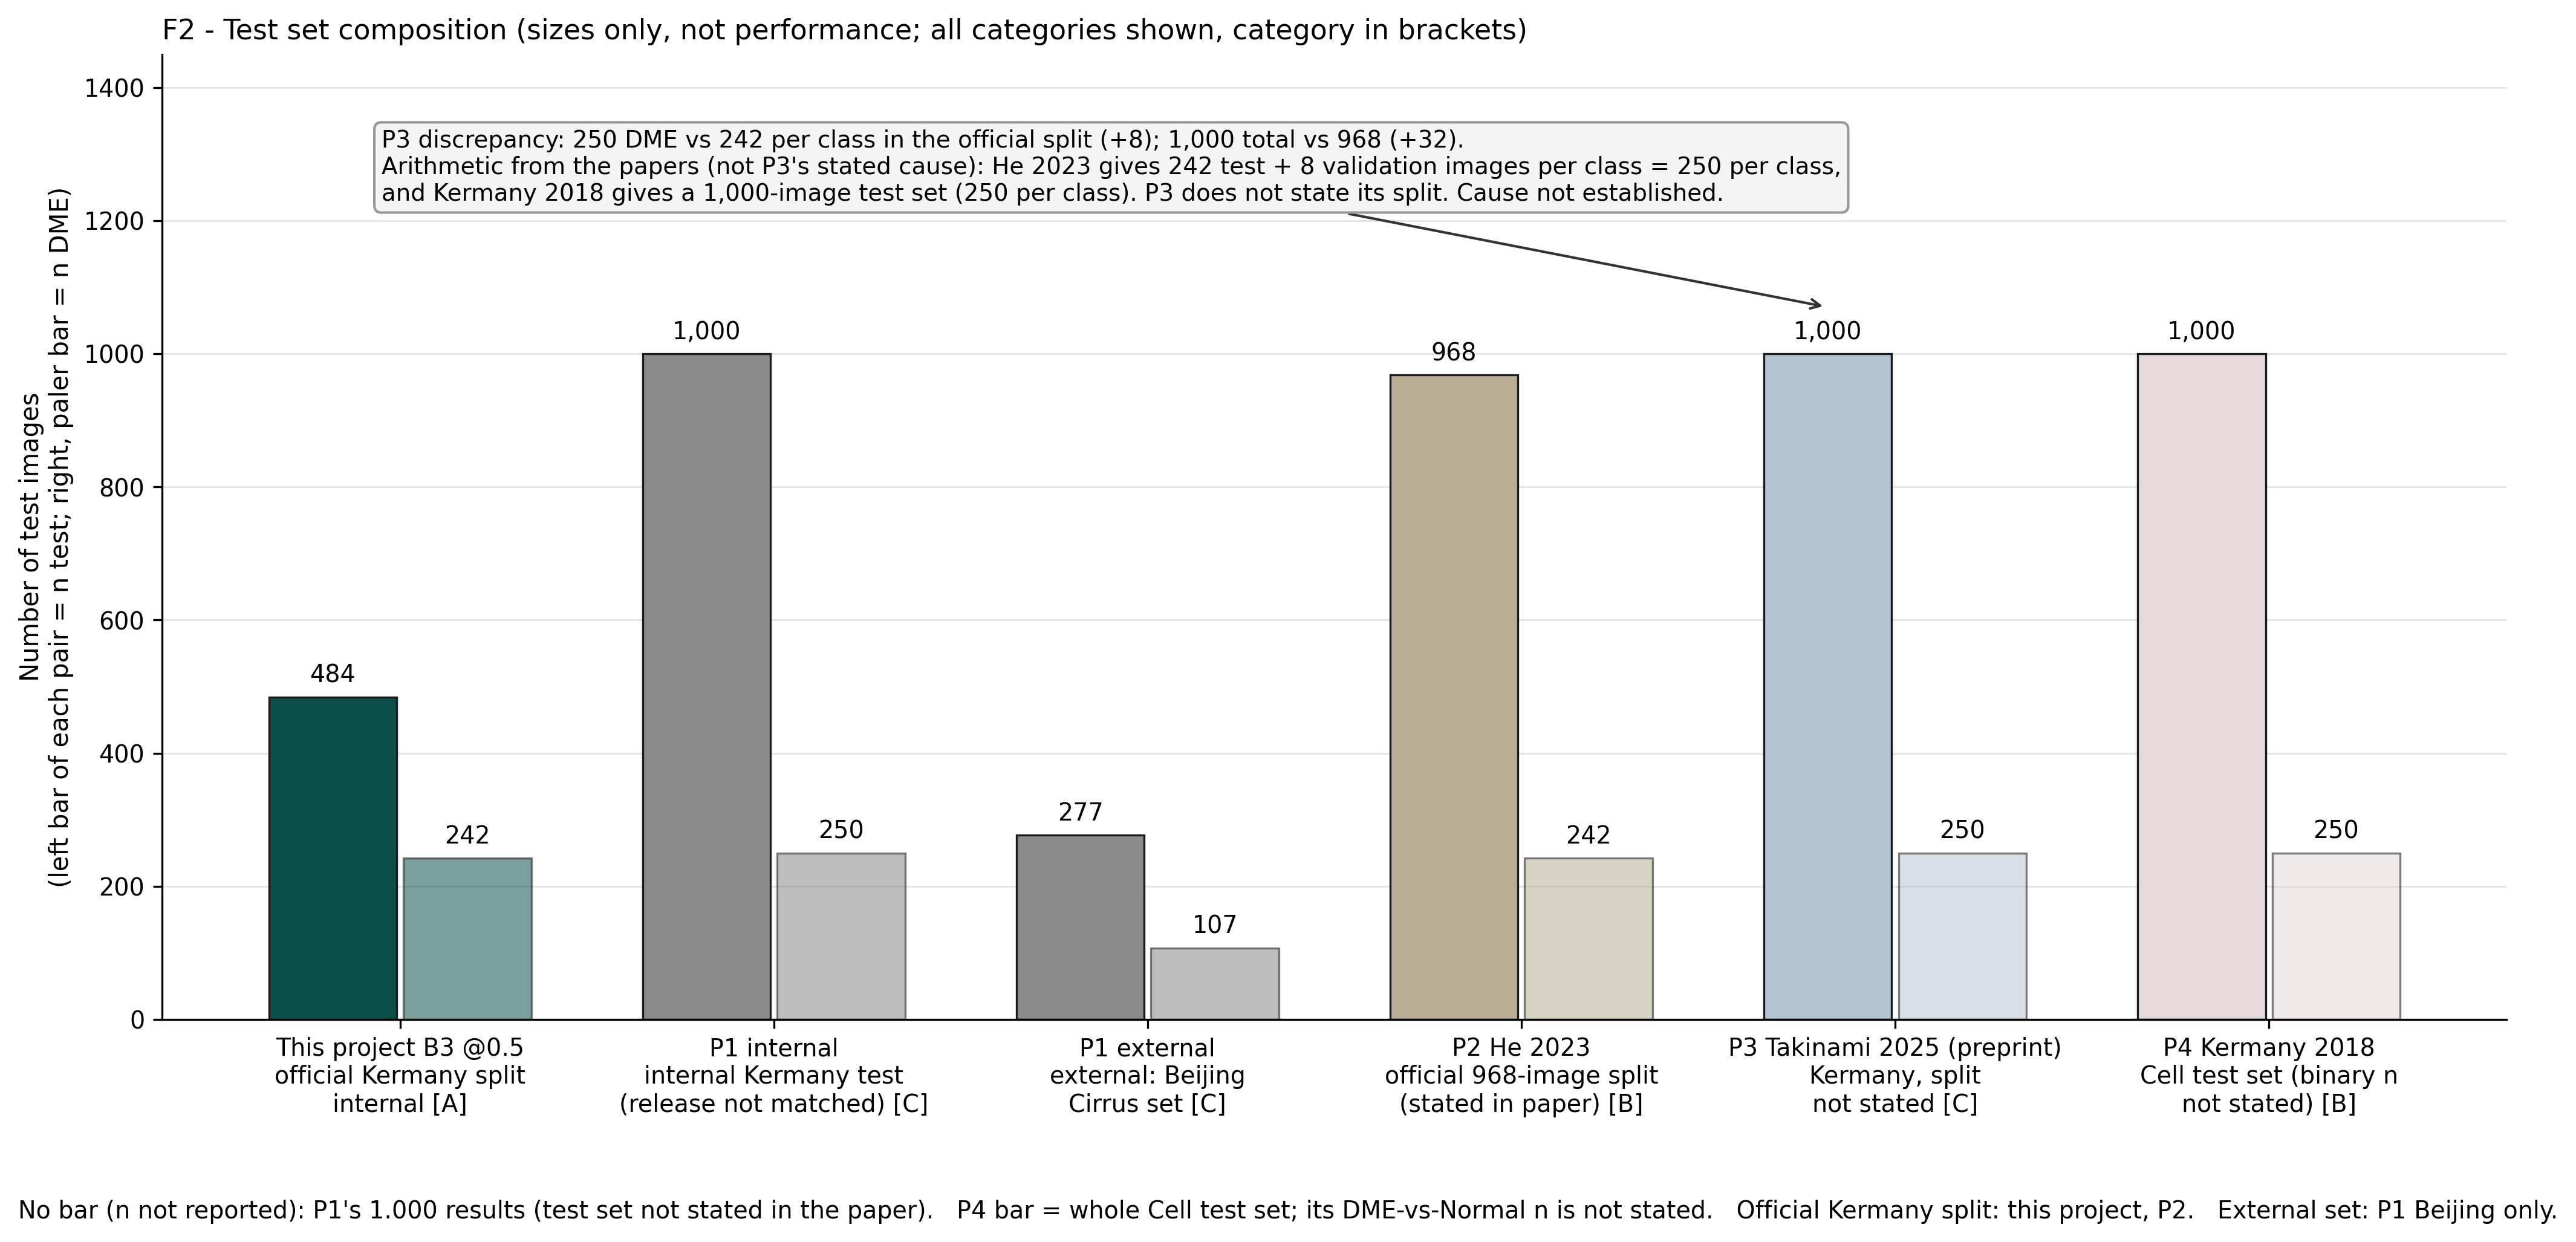 F2 - Test set composition (sizes only, not performance; all categories shown, category in brackets)
Number of test images
(left bar of each pair = n test; right, paler bar = n DME)
1400
1200
1000
800
600
400
200
0
P3 discrepancy: 250 DME vs 242 per class in the official split (+8); 1,000 total vs 968 (+32).
Arithmetic from the papers (not P3's stated cause): He 2023 gives 242 test + 8 validation images per class = 250 per class,
and Kermany 2018 gives a 1,000-image test set (250 per class). P3 does not state its split. Cause not established.
484
242
1,000
250
277
107
968
242
1,000
250
1,000
250
This project B3 @0.5
official Kermany split
internal [A]
P1 internal
internal Kermany test
(release not matched) [C]
P1 external
external: Beijing
Cirrus set [C]
P2 He 2023
official 968-image split
(stated in paper) [B]
P3 Takinami 2025 (preprint)
Kermany, split
not stated [C]
P4 Kermany 2018
Cell test set (binary n
not stated) [B]
No bar (n not reported): P1's 1.000 results (test set not stated in the paper).   P4 bar = whole Cell test set; its DME-vs-Normal n is not stated.   Official Kermany split: this project, P2.   External set: P1 Beijing only.